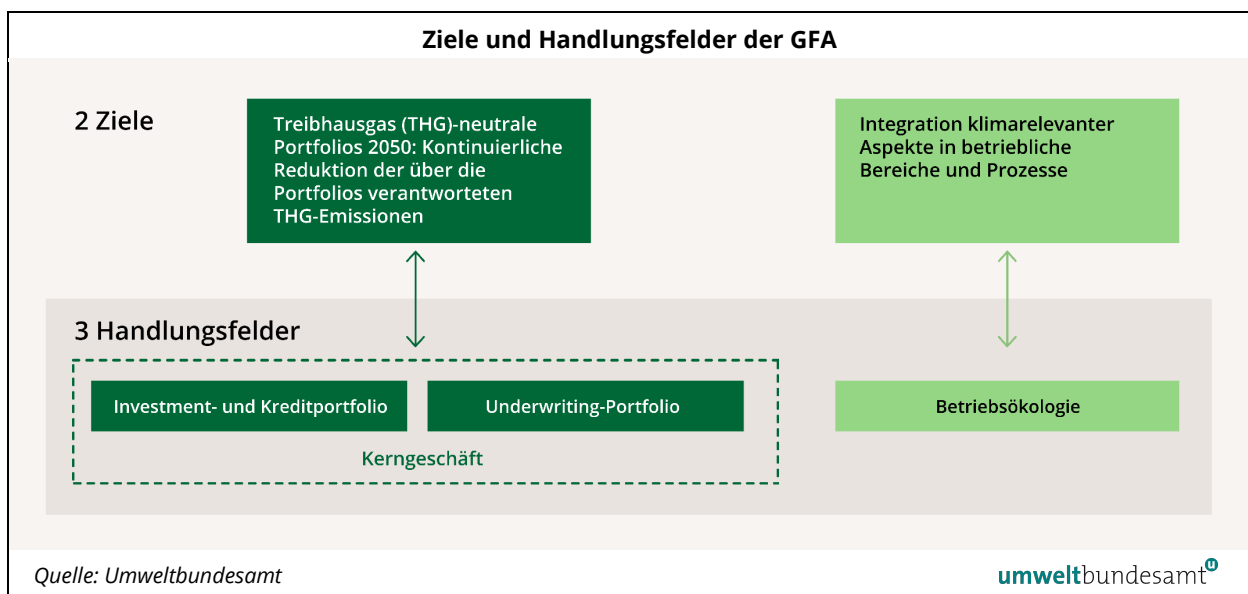 Ziele und Handlungsfelder der GFA
2 Ziele
Treibhausgas (THG)-neutrale
Portfolios 2050: Kontinuierliche
Reduktion der über die
Portfolios verantworteten
THG-Emissionen
Integration klimarelevanter
Aspekte in betriebliche
Bereiche und Prozesse
3 Handlungsfelder
Investment- und Kreditportfolio
Underwriting-Portfolio
Kerngeschäft
Betriebsökologie
Quelle: Umweltbundesamt
umweltbundesamt u